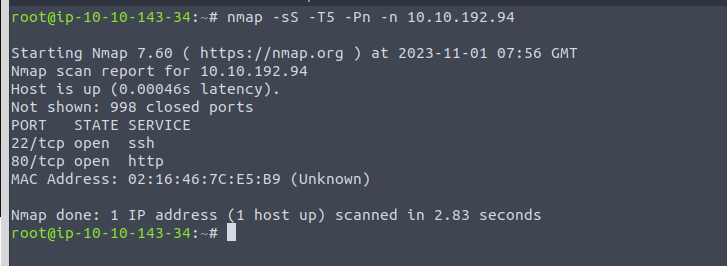 root@ip-10-10-143-34:~# nmap -sS -T5 -Pn -n 10.10.192.94
Starting Nmap 7.60 ( https://nmap.org ) at 2023-11-01 07:56 GMT
Nmap scan report for 10.10.192.94
Host is up (0.00046s latency).
Not shown: 998 closed ports
PORT   STATE SERVICE
22/tcp open  ssh
80/tcp open  http
MAC Address: 02:16:46:7C:E5:B9 (Unknown)
Nmap done: 1 IP address (1 host up) scanned in 2.83 seconds
root@ip-10-10-143-34:~#